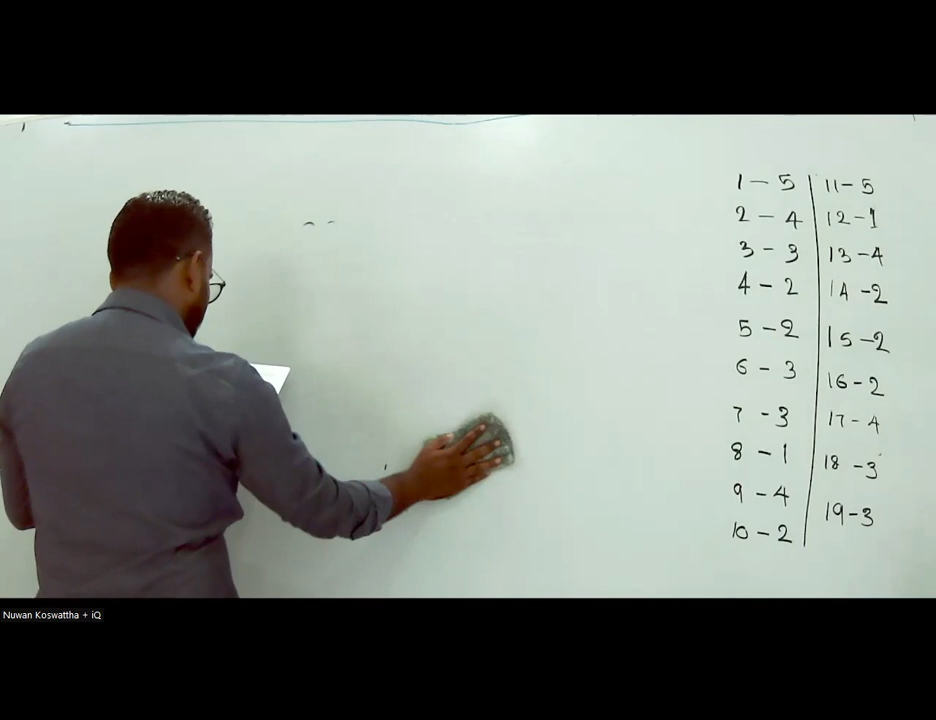 1 – 5
2 – 4
3 – 3
4 – 2
5 – 2
6 – 3
7 – 3
8 – 1
9 – 4
10 – 2
11 – 5
12 – 1
13 – 4
14 – 2
15 – 2
16 – 2
17 – 4
18 – 3
19 – 3
Nuwan Koswattha + iQ